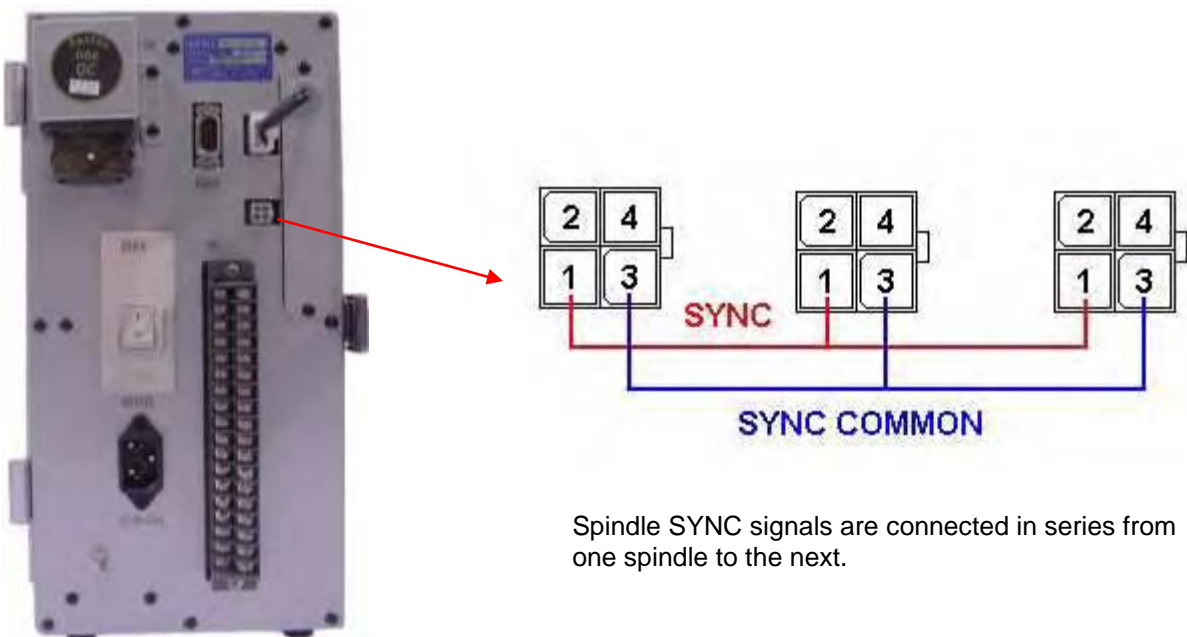 2 4
1 3
2 4
1 3
2 4
1 3
SYNC
SYNC COMMON
Spindle SYNC signals are connected in series from
one spindle to the next.